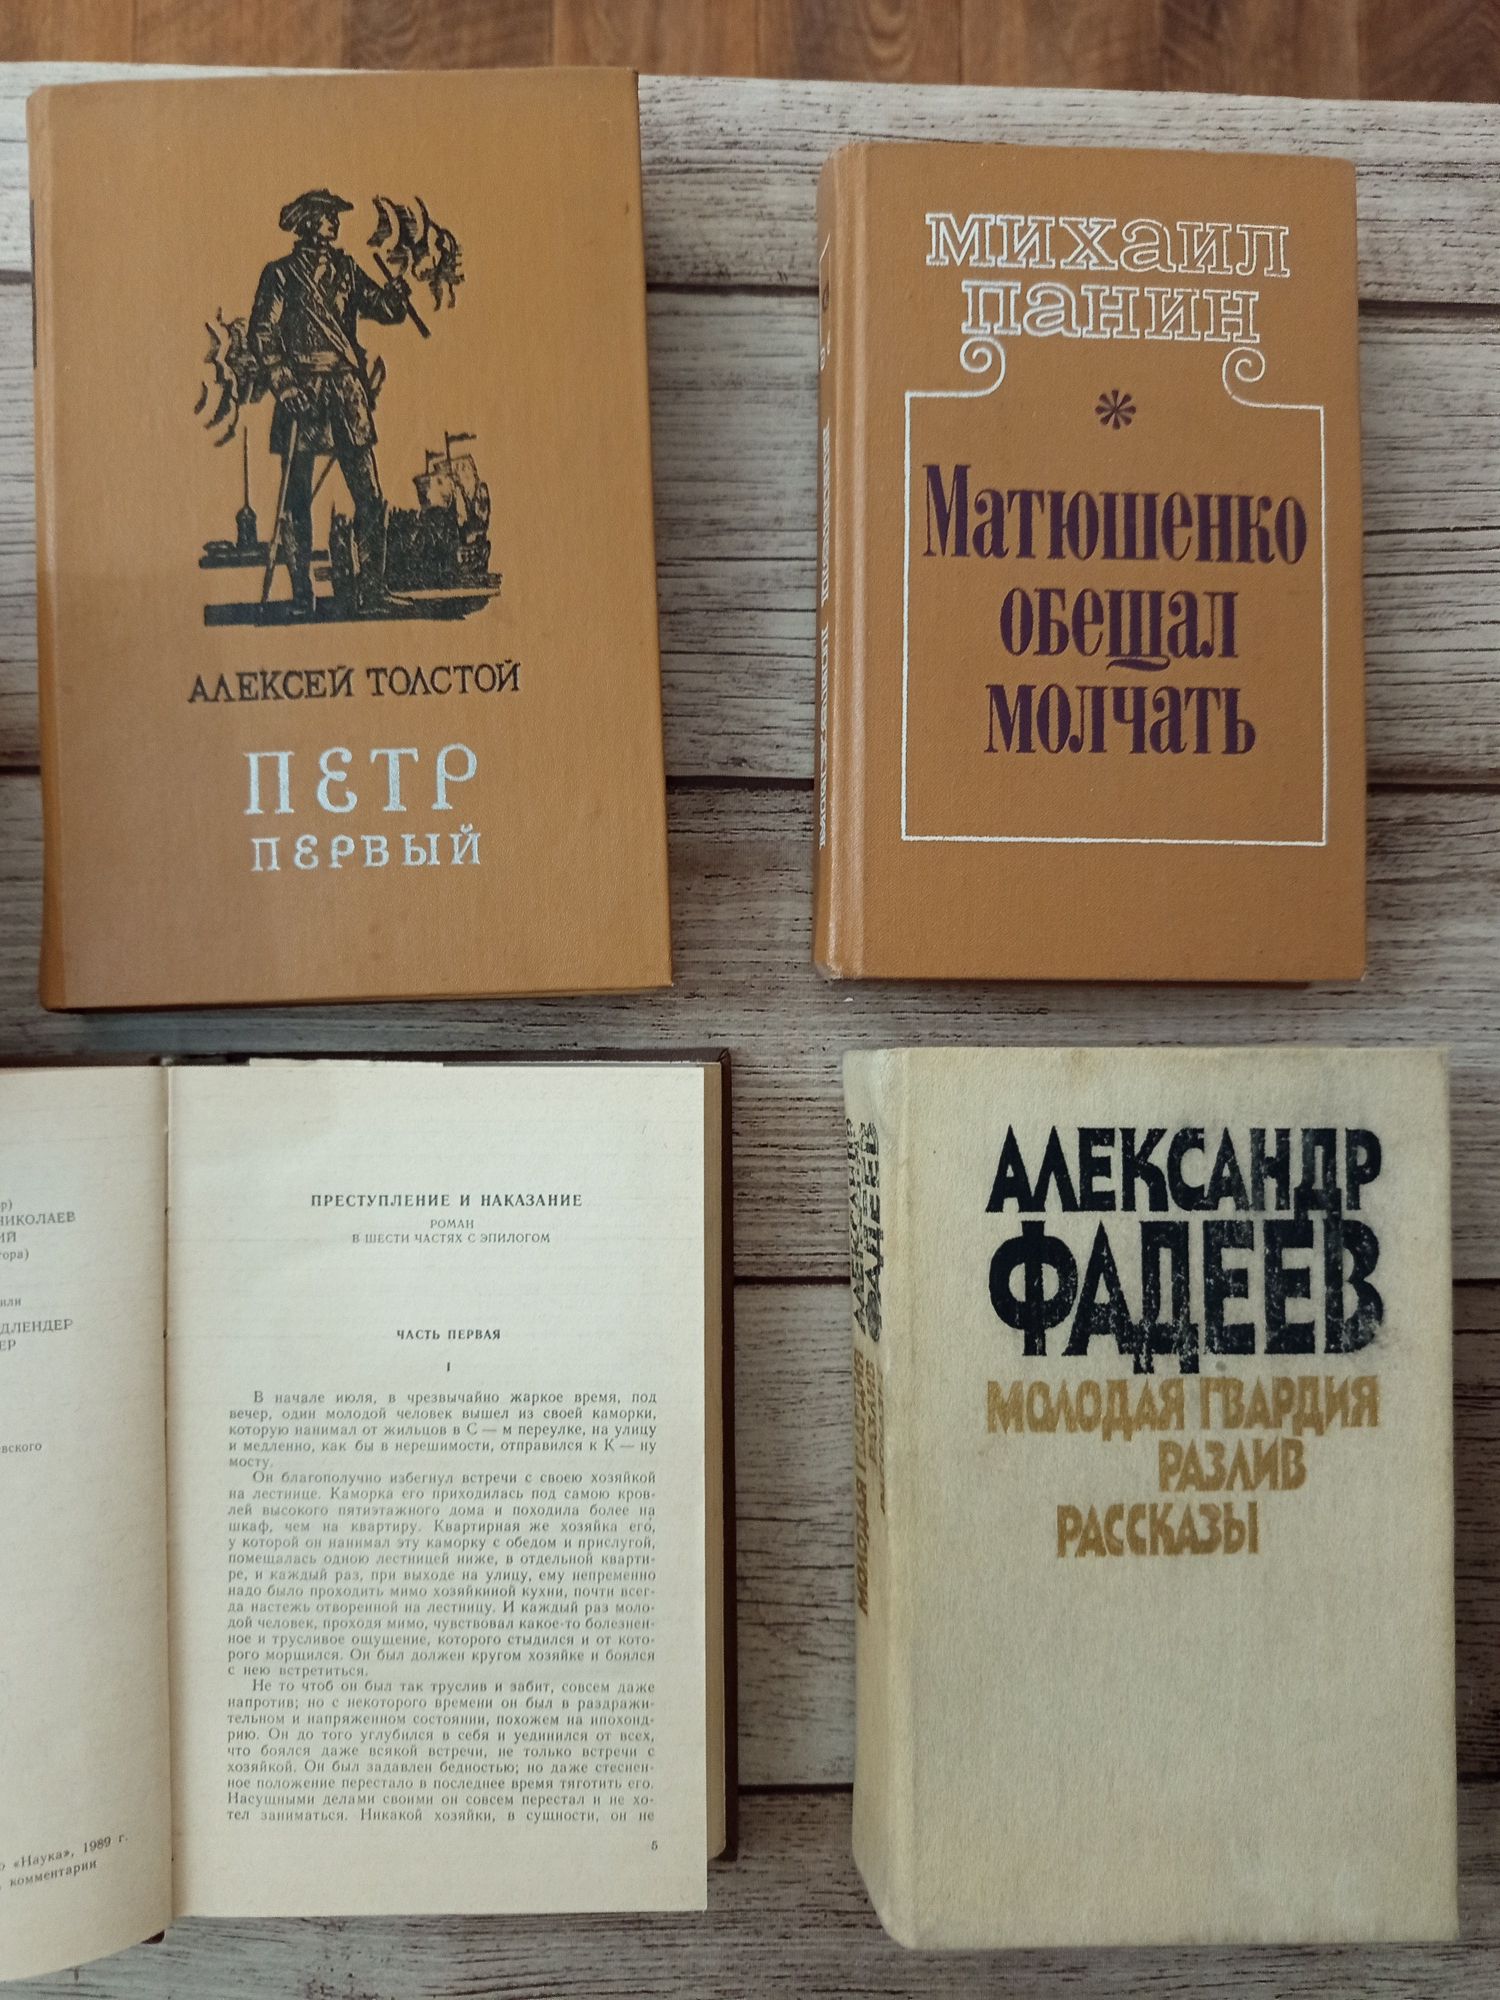 АЛЕКСЕЙ ТОЛСТОЙ
ПЕТР
ПЕРВЫЙ
МИХАИЛ
ПАНИН
МАТЮШЕНКО
ОБЕЩАЛ
МОЛЧАТЬ
НИКОЛАЕВ
ДЛЕНДЕР
«Наука», 1989 г.
комментарии
ПРЕСТУПЛЕНИЕ И НАКАЗАНИЕ
РОМАН
В ШЕСТИ ЧАСТЯХ С ЭПИЛОГОМ
ЧАСТЬ ПЕРВАЯ
I
В начале июля, в чрезвычайно жаркое время, под
вечер, один молодой человек вышел из своей каморки,
которую нанимал от жильцов в С — м переулке, на улицу
и медленно, как бы в нерешимости, отправился к К — ну
мосту.
Он благополучно избегнул встречи с своею хозяйкой
на лестнице. Каморка его приходилась под самою кров-
лей высокого пятиэтажного дома и походила более на
шкаф, чем на квартиру. Квартирная же хозяйка его,
у которой он нанимал эту каморку с обедом и прислугой,
помещалась одною лестницей ниже, в отдельной кварти-
ре, и каждый раз, при выходе на улицу, ему непременно
надо было проходить мимо хозяйкиной кухни, почти всег-
да настежь отворенной на лестницу. И каждый раз моло-
дой человек, проходя мимо, чувствовал какое-то болезнен-
ное и трусливое ощущение, которого стыдился и от кото-
рого морщился. Он был должен кругом хозяйке и боялся
с нею встретиться.
Не то чтоб он был так труслив и забит, совсем даже
напротив; но с некоторого времени он был в раздражи-
тельном и напряженном состоянии, похожем на ипохонд-
рию. Он до того углубился в себя и уединился от всех,
что боялся даже всякой встречи, не только встречи с
хозяйкой. Он был задавлен бедностью; но даже стеснен-
ное положение перестало в последнее время тяготить его.
Насущными делами своими он совсем перестал и не хо-
тел заниматься. Никакой хозяйки, в сущности, он не
5
АЛЕКСАНДР
ФАДЕЕВ
МОЛОДАЯ ГВАРДИЯ
РАЗЛИВ
РАССКАЗЫ
АЛЕКСАНДР
ФАДЕЕВ
МОЛОДАЯ ГВАРДИЯ
РАЗЛИВ